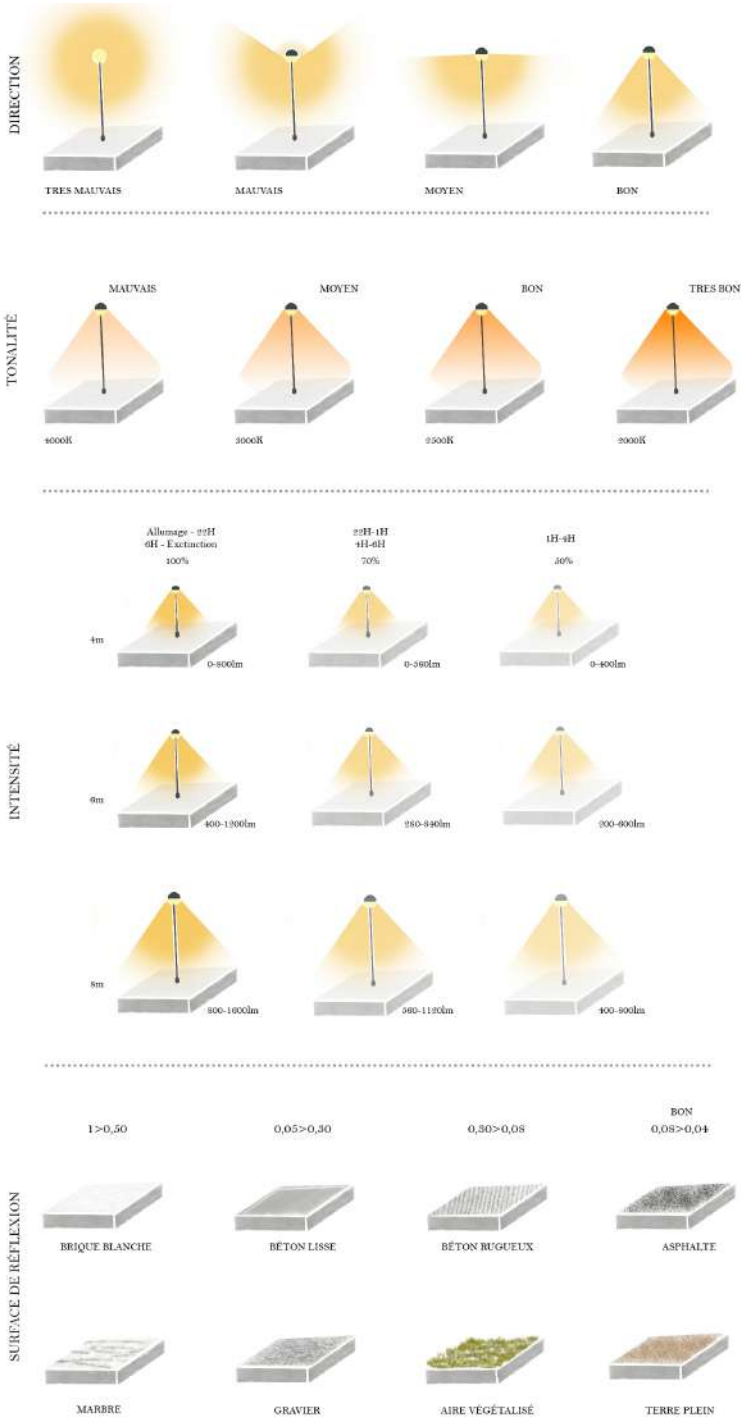 DIRECTION
TRES MAUVAIS
MAUVAIS
MOYEN
BON
TONALITÉ
MAUVAIS
MOYEN
BON
TRES BON
4000K
3000K
2500K
2000K
INTENSITÉ
Allumage - 22H
6H - Exctinction
100%
22H-1H
4H-6H
70%
1H-4H
50%
4m
0-800lm
0-560lm
0-400lm
6m
400-1200lm
280-840lm
200-600lm
8m
800-1600lm
560-1120lm
400-800lm
SURFACE DE RÉFLEXION
1>0,50
0,05>0,30
0,30>0,08
BON
0,08>0,04
BRIQUE BLANCHE
BÉTON LISSE
BÉTON RUGUEUX
ASPHALTE
MARBRE
GRAVIER
AIRE VÉGÉTALISÉ
TERRE PLEIN